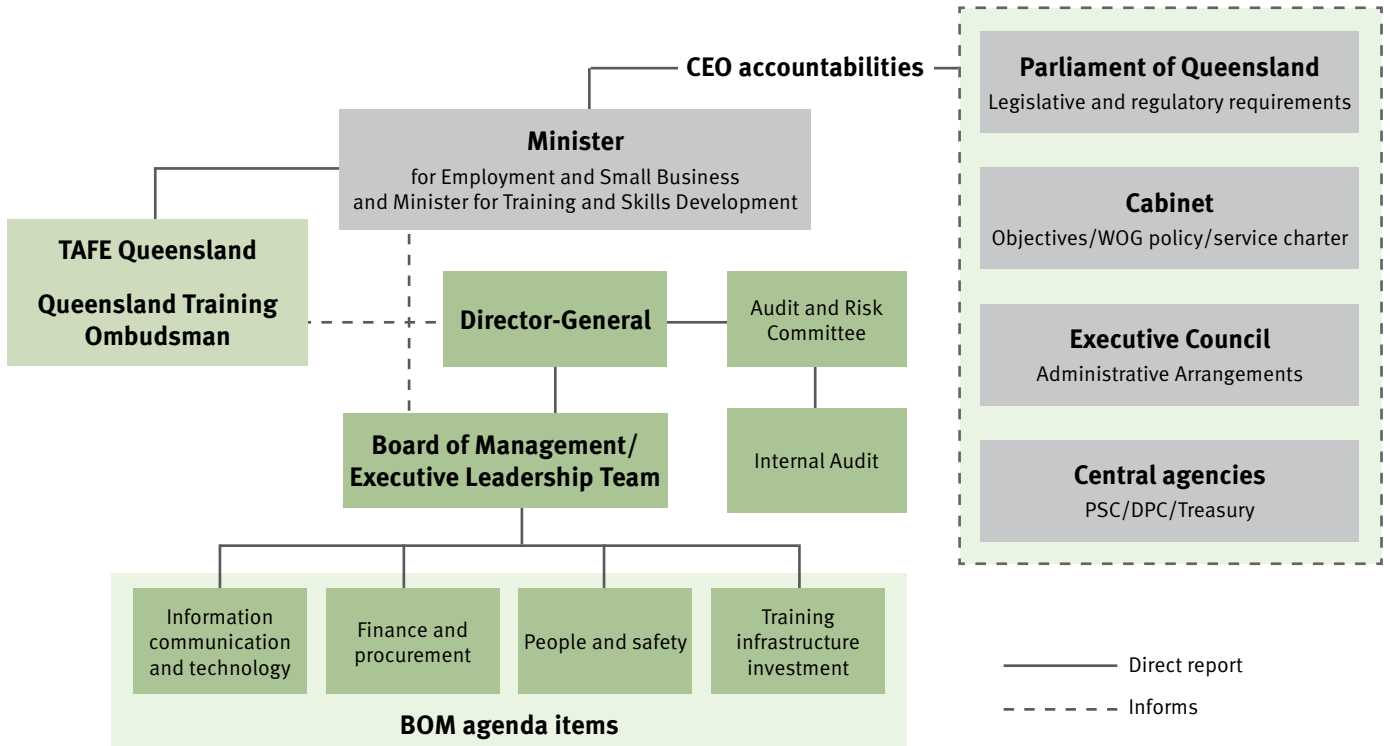 CEO accountabilities
Parliament of Queensland
Legislative and regulatory requirements
Minister
for Employment and Small Business
and Minister for Training and Skills Development
Cabinet
Objectives/WOG policy/service charter
TAFE Queensland
Queensland Training
Ombudsman
Director-General
Audit and Risk
Committee
Executive Council
Administrative Arrangements
Board of Management/
Executive Leadership Team
Internal Audit
Central agencies
PSC/DPC/Treasury
Information
communication
and technology
Finance and
procurement
People and safety
Training
infrastructure
investment
BOM agenda items
Direct report
Informs